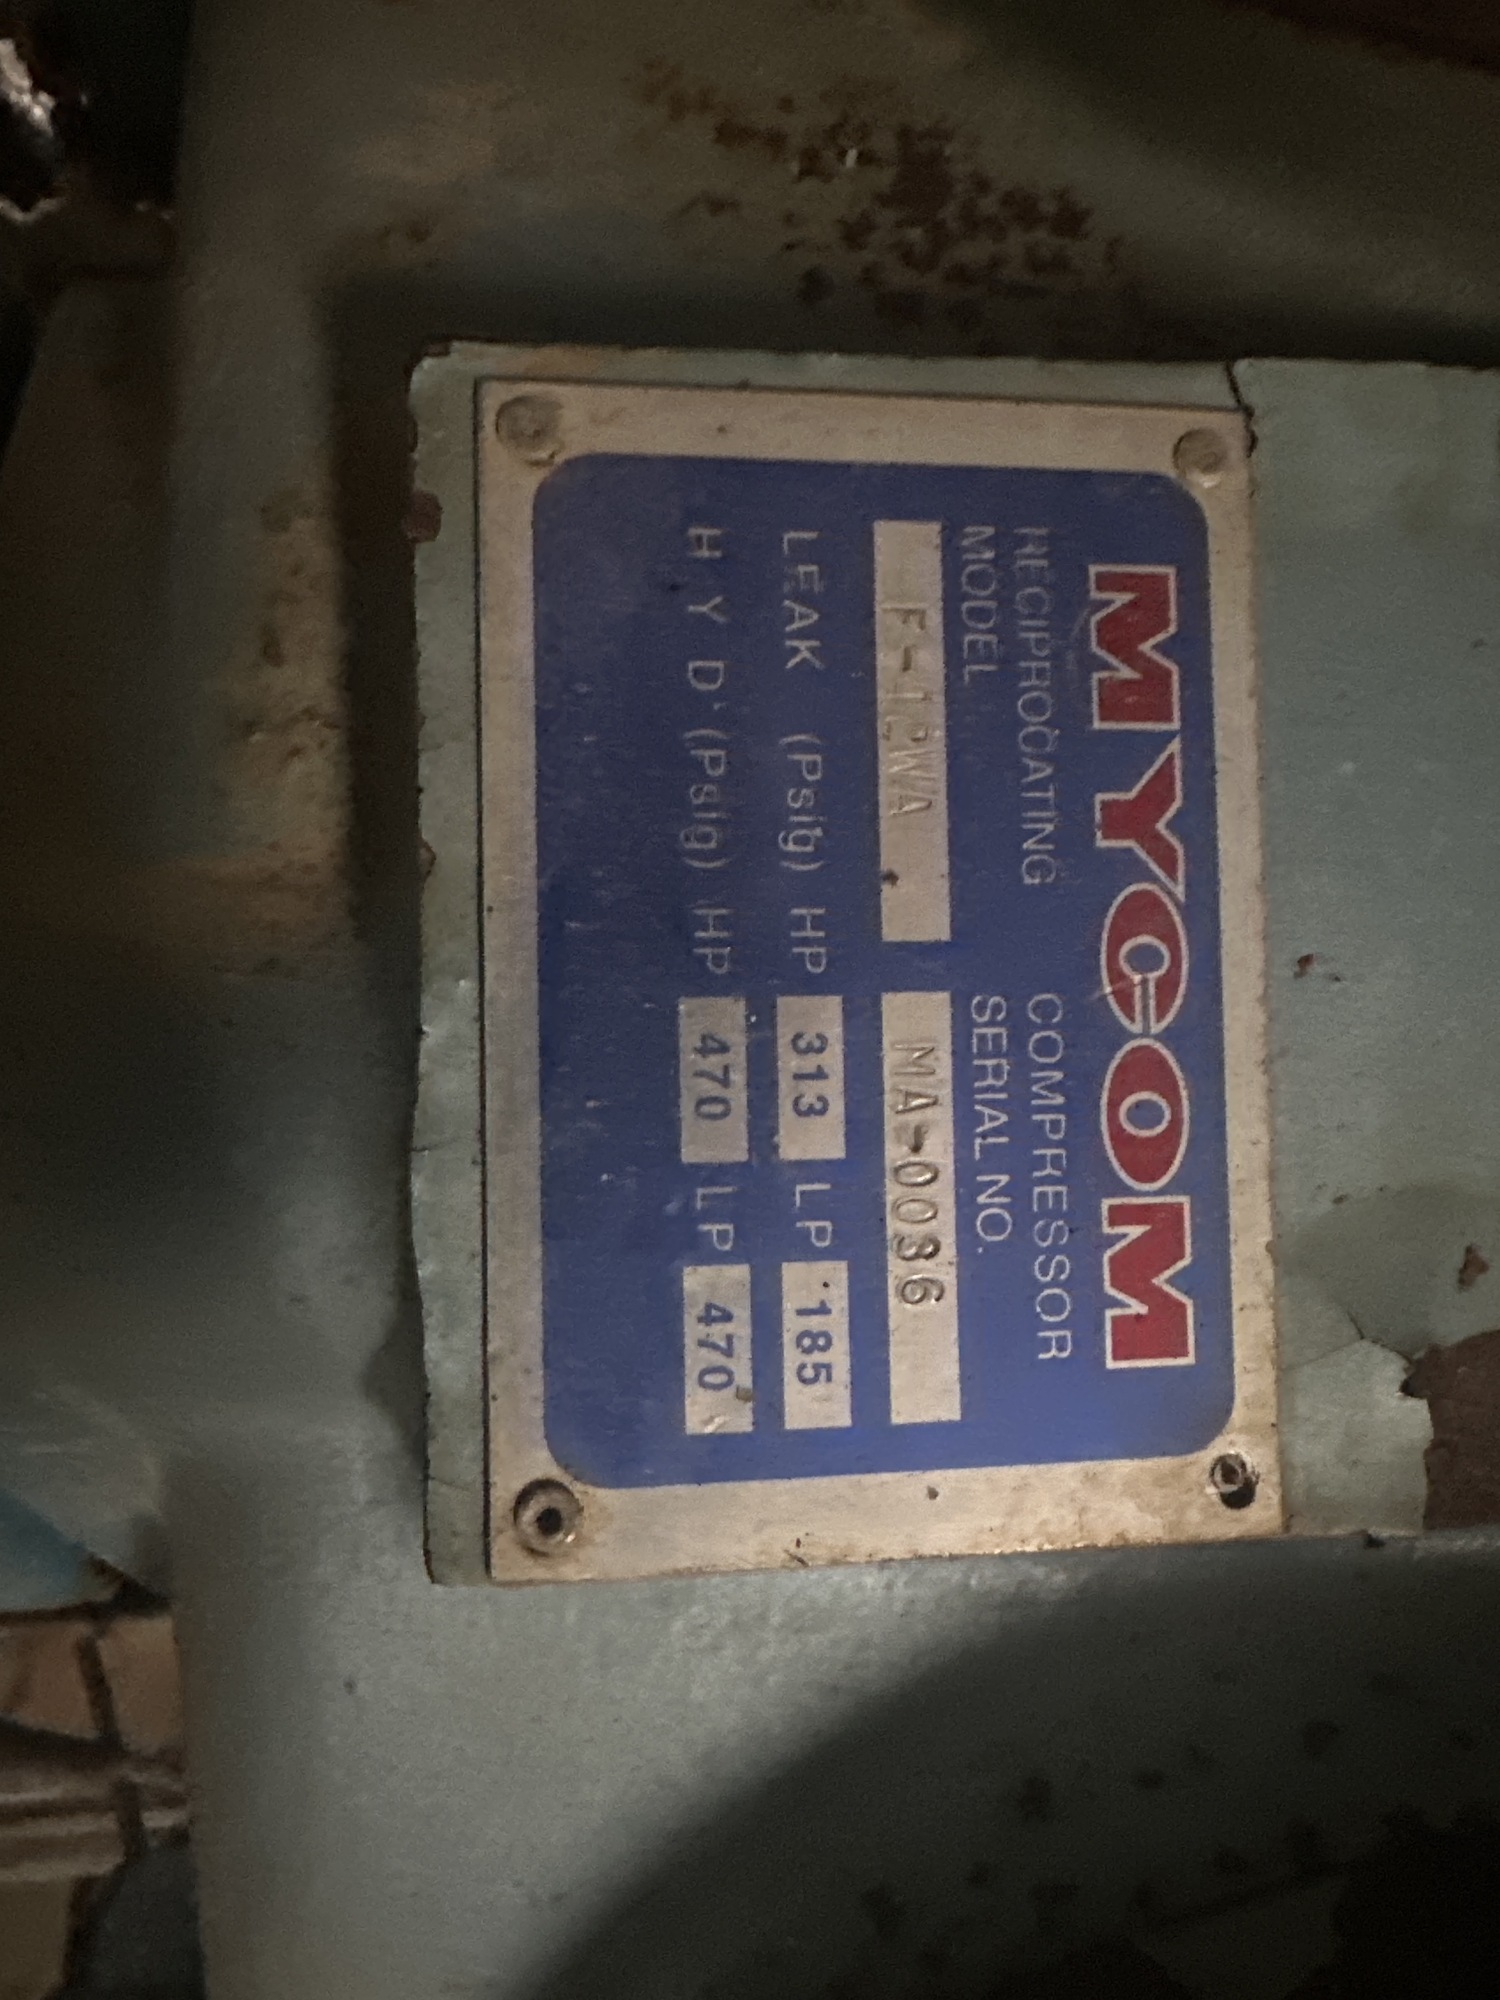 MYCOM
RECIPROCATING COMPRESSOR
MODEL SERIAL NO.
F-12WA MA-0036
LEAK (Psig) HP 313 LP 185
HYD (Psig) HP 470 LP 470